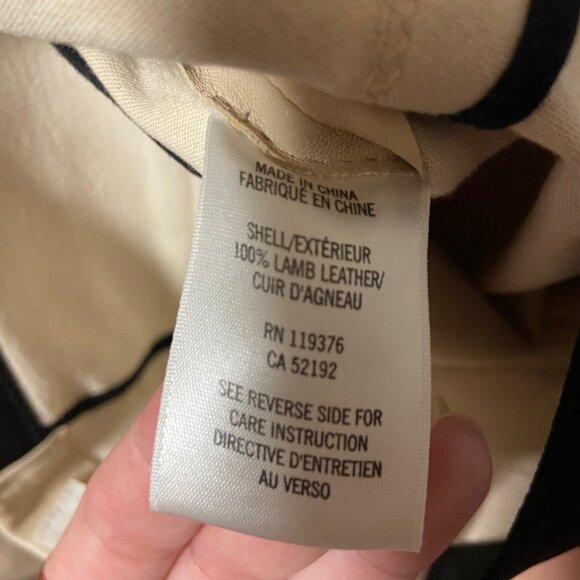 MADE IN CHINA
FABRIQUÉ EN CHINE
SHELL/EXTÉRIEUR
100% LAMB LEATHER/
CUIR D'AGNEAU
RN 119376
CA 52192
SEE REVERSE SIDE FOR
CARE INSTRUCTION
DIRECTIVE D'ENTRETIEN
AU VERSO